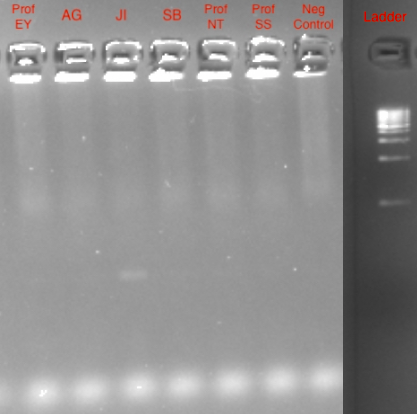 Prof EY
AG
JI
SB
Prof NT
Prof SS
Neg Control
Ladder